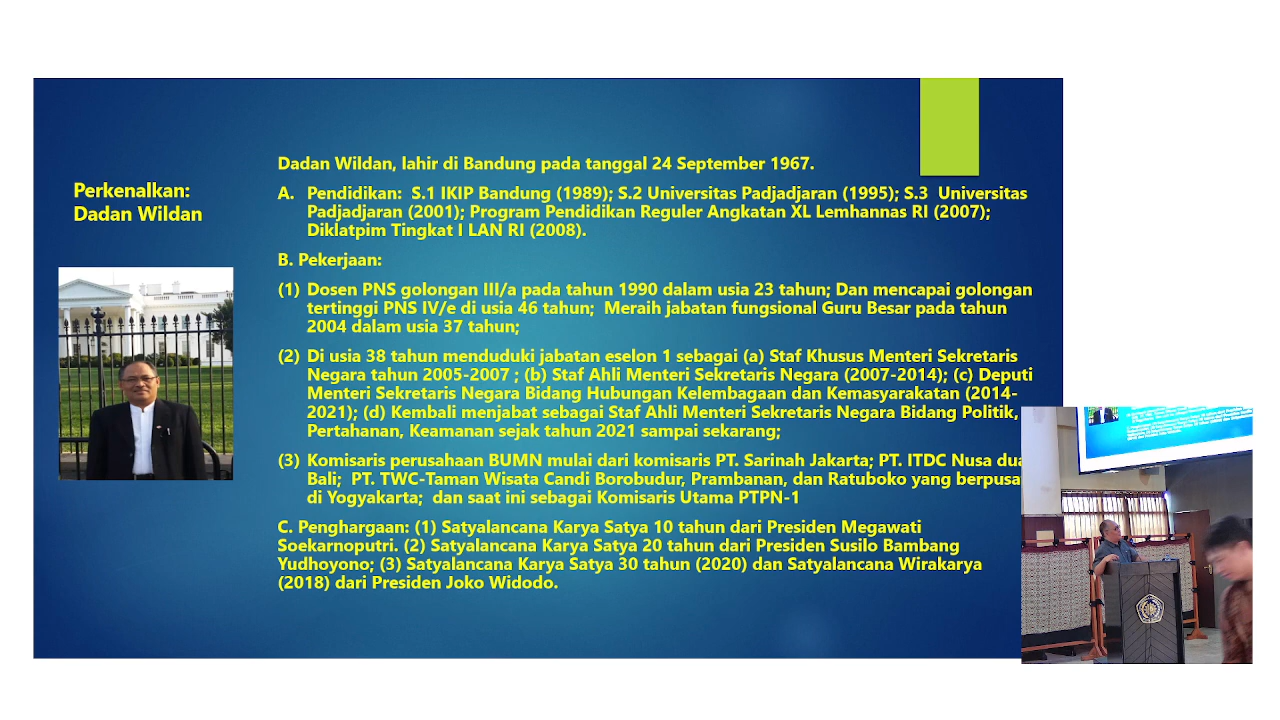 Perkenalkan:
Dadan Wildan
Dadan Wildan, lahir di Bandung pada tanggal 24 September 1967.
A. Pendidikan: S.1 IKIP Bandung (1989); S.2 Universitas Padjadjaran (1995); S.3 Universitas
Padjadjaran (2001); Program Pendidikan Reguler Angkatan XL Lemhannas RI (2007);
Diklatpim Tingkat I LAN RI (2008).
B. Pekerjaan:
(1) Dosen PNS golongan III/a pada tahun 1990 dalam usia 23 tahun; Dan mencapai golongan
tertinggi PNS IV/e di usia 46 tahun; Meraih jabatan fungsional Guru Besar pada tahun
2004 dalam usia 37 tahun;
(2) Di usia 38 tahun menduduki jabatan eselon 1 sebagai (a) Staf Khusus Menteri Sekretaris
Negara tahun 2005-2007 ; (b) Staf Ahli Menteri Sekretaris Negara (2007-2014); (c) Deputi
Menteri Sekretaris Negara Bidang Hubungan Kelembagaan dan Kemasyarakatan (2014-
2021); (d) Kembali menjabat sebagai Staf Ahli Menteri Sekretaris Negara Bidang Politik,
Pertahanan, Keamanan sejak tahun 2021 sampai sekarang;
(3) Komisaris perusahaan BUMN mulai dari komisaris PT. Sarinah Jakarta; PT. ITDC Nusa dua
Bali; PT. TWC-Taman Wisata Candi Borobudur, Prambanan, dan Ratuboko yang berpusa
di Yogyakarta; dan saat ini sebagai Komisaris Utama PTPN-1
C. Penghargaan: (1) Satyalancana Karya Satya 10 tahun dari Presiden Megawati
Soekarnoputri. (2) Satyalancana Karya Satya 20 tahun dari Presiden Susilo Bambang
Yudhoyono; (3) Satyalancana Karya Satya 30 tahun (2020) dan Satyalancana Wirakarya
(2018) dari Presiden Joko Widodo.